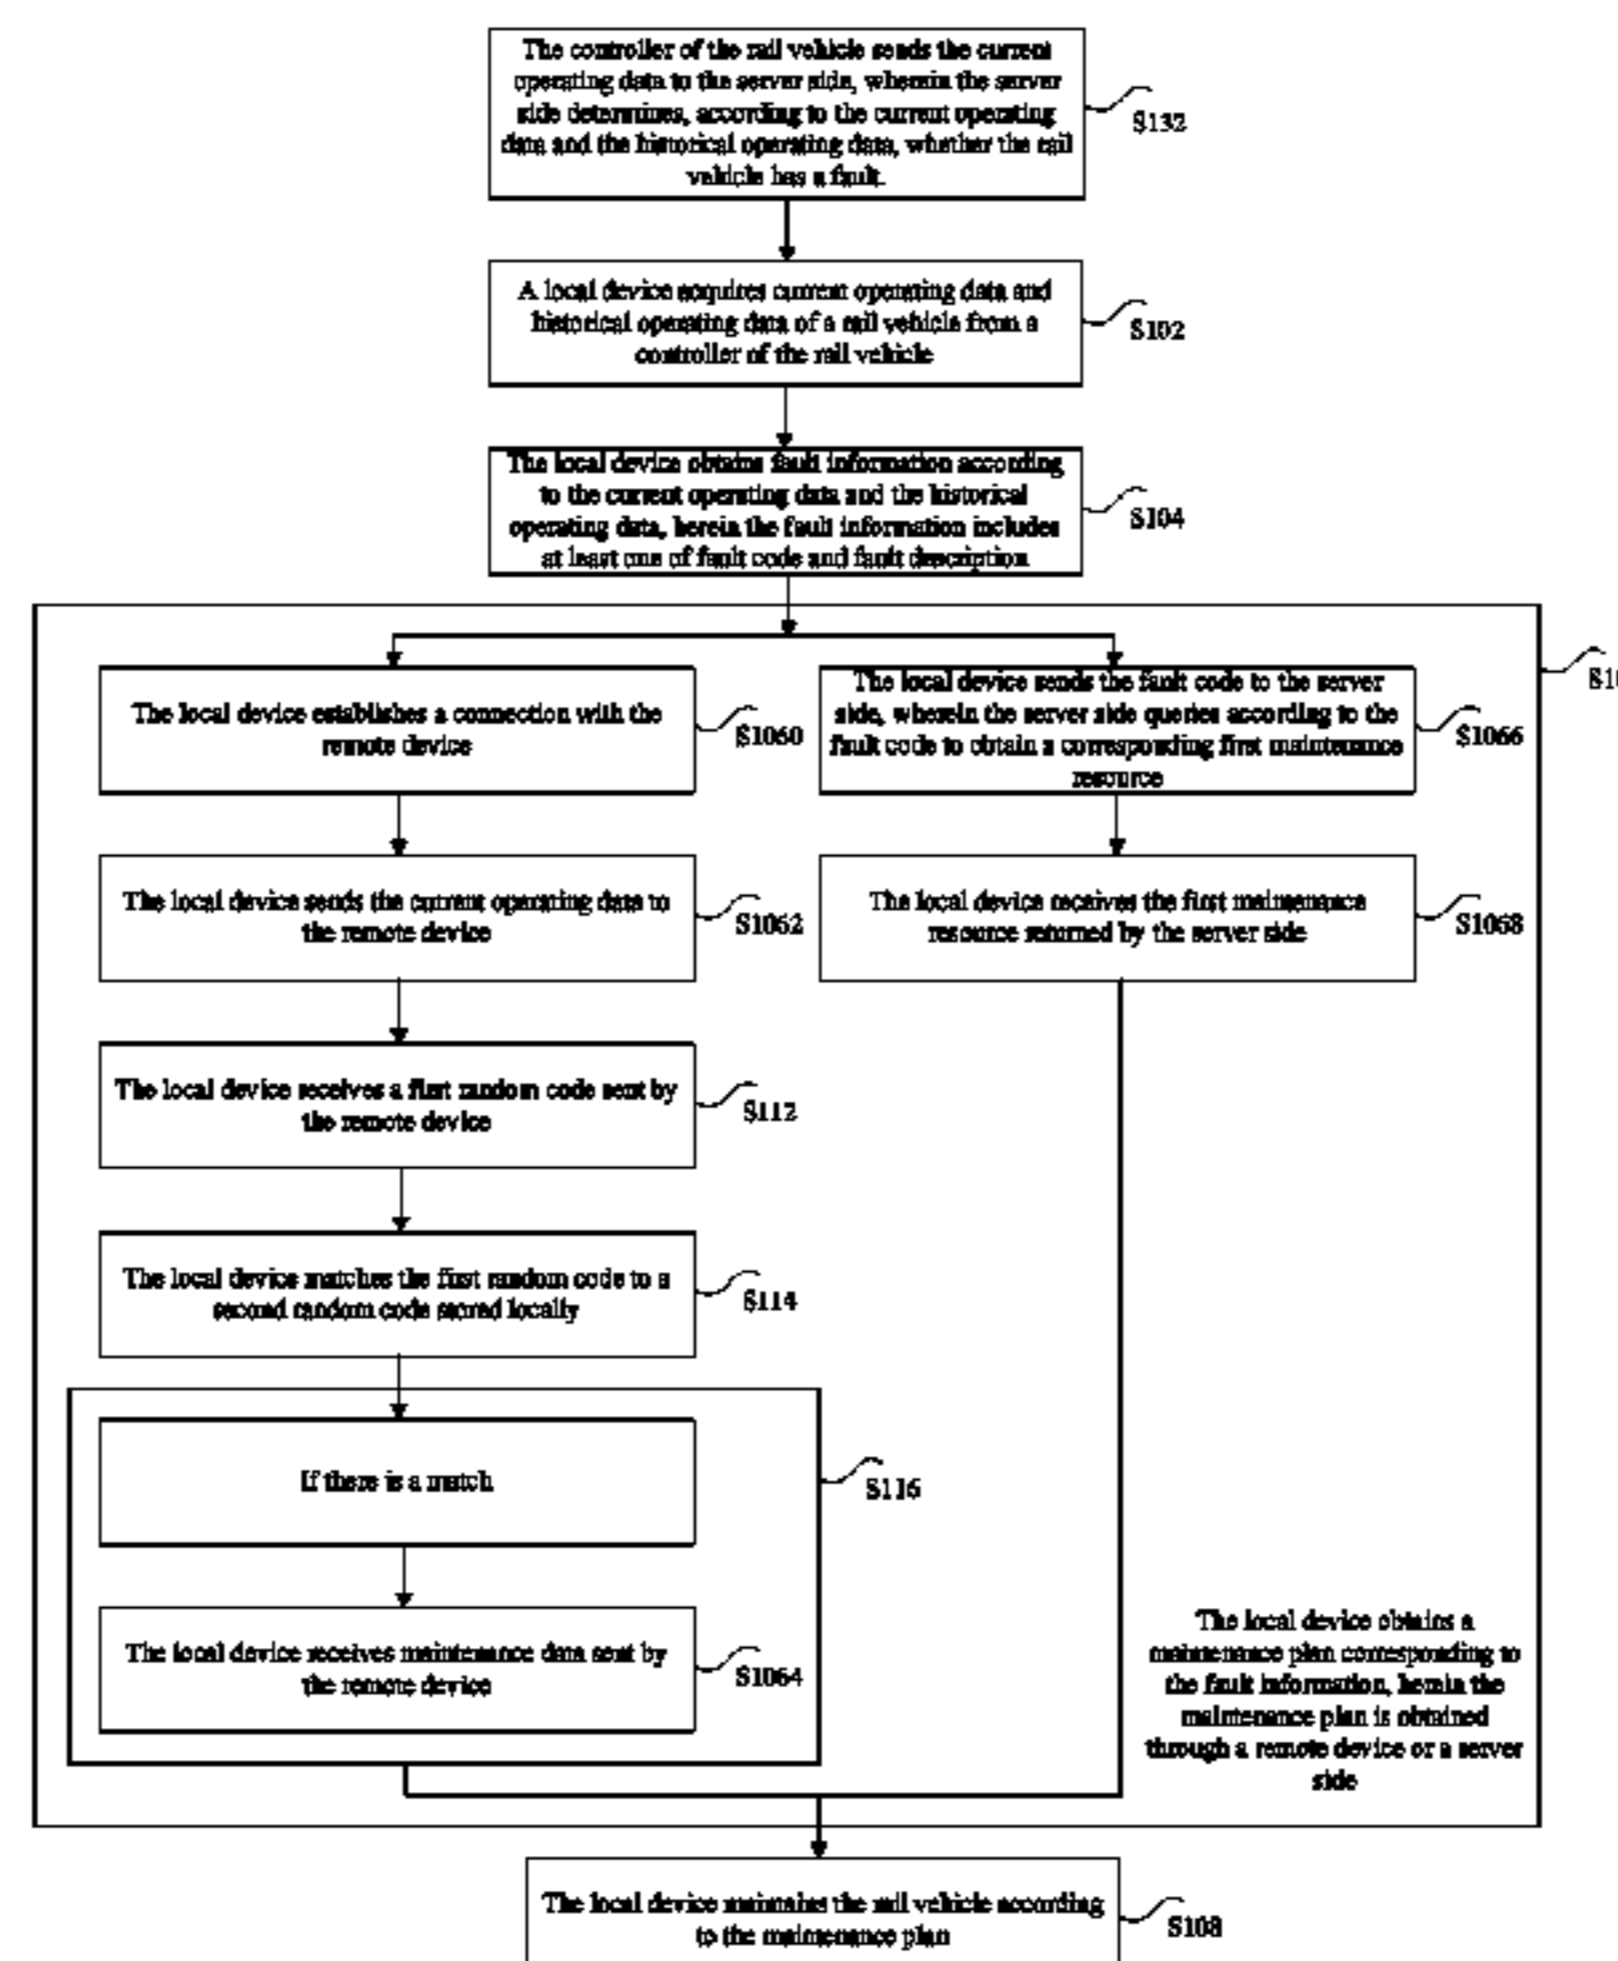 The controller of the rail vehicle sends the current
operating data to the server side, wherein the server
side determines, according to the current operating
data and the historical operating data, whether the rail
vehicle has a fault.
S132
A local device acquires current operating data and
historical operating data of a rail vehicle from a
controller of the rail vehicle
S102
The local device obtains fault information according
to the current operating data and the historical
operating data, herein the fault information includes
at least one of fault code and fault description
S104
The local device establishes a connection with the
remote device
S1060
The local device sends the fault code to the server
side, wherein the server side queries according to the
fault code to obtain a corresponding first maintenance
resource
S1066
The local device sends the current operating data to
the remote device
S1062
The local device receives the first maintenance
resource returned by the server side
S1068
The local device receives a first random code sent by
the remote device
S112
The local device matches the first random code to a
second random code stored locally
S114
If there is a match
S116
The local device receives maintenance data sent by
the remote device
S1064
The local device obtains a
maintenance plan corresponding to
the fault information, herein the
maintenance plan is obtained
through a remote device or a server
side
The local device maintains the rail vehicle according
to the maintenance plan
S108